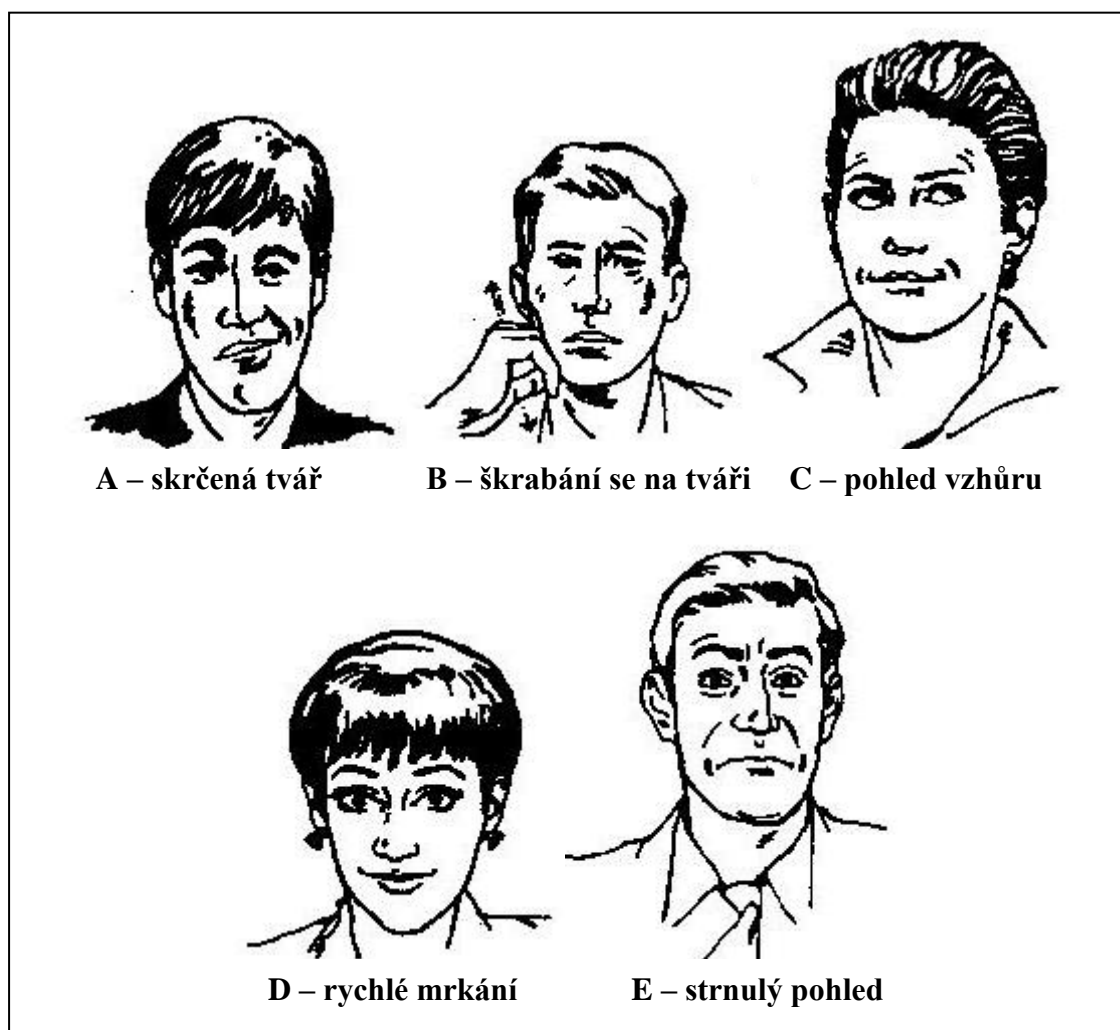 A – skrčená tvář B – škrabání se na tváři C – pohled vzhůru
D – rychlé mrkání E – strnulý pohled